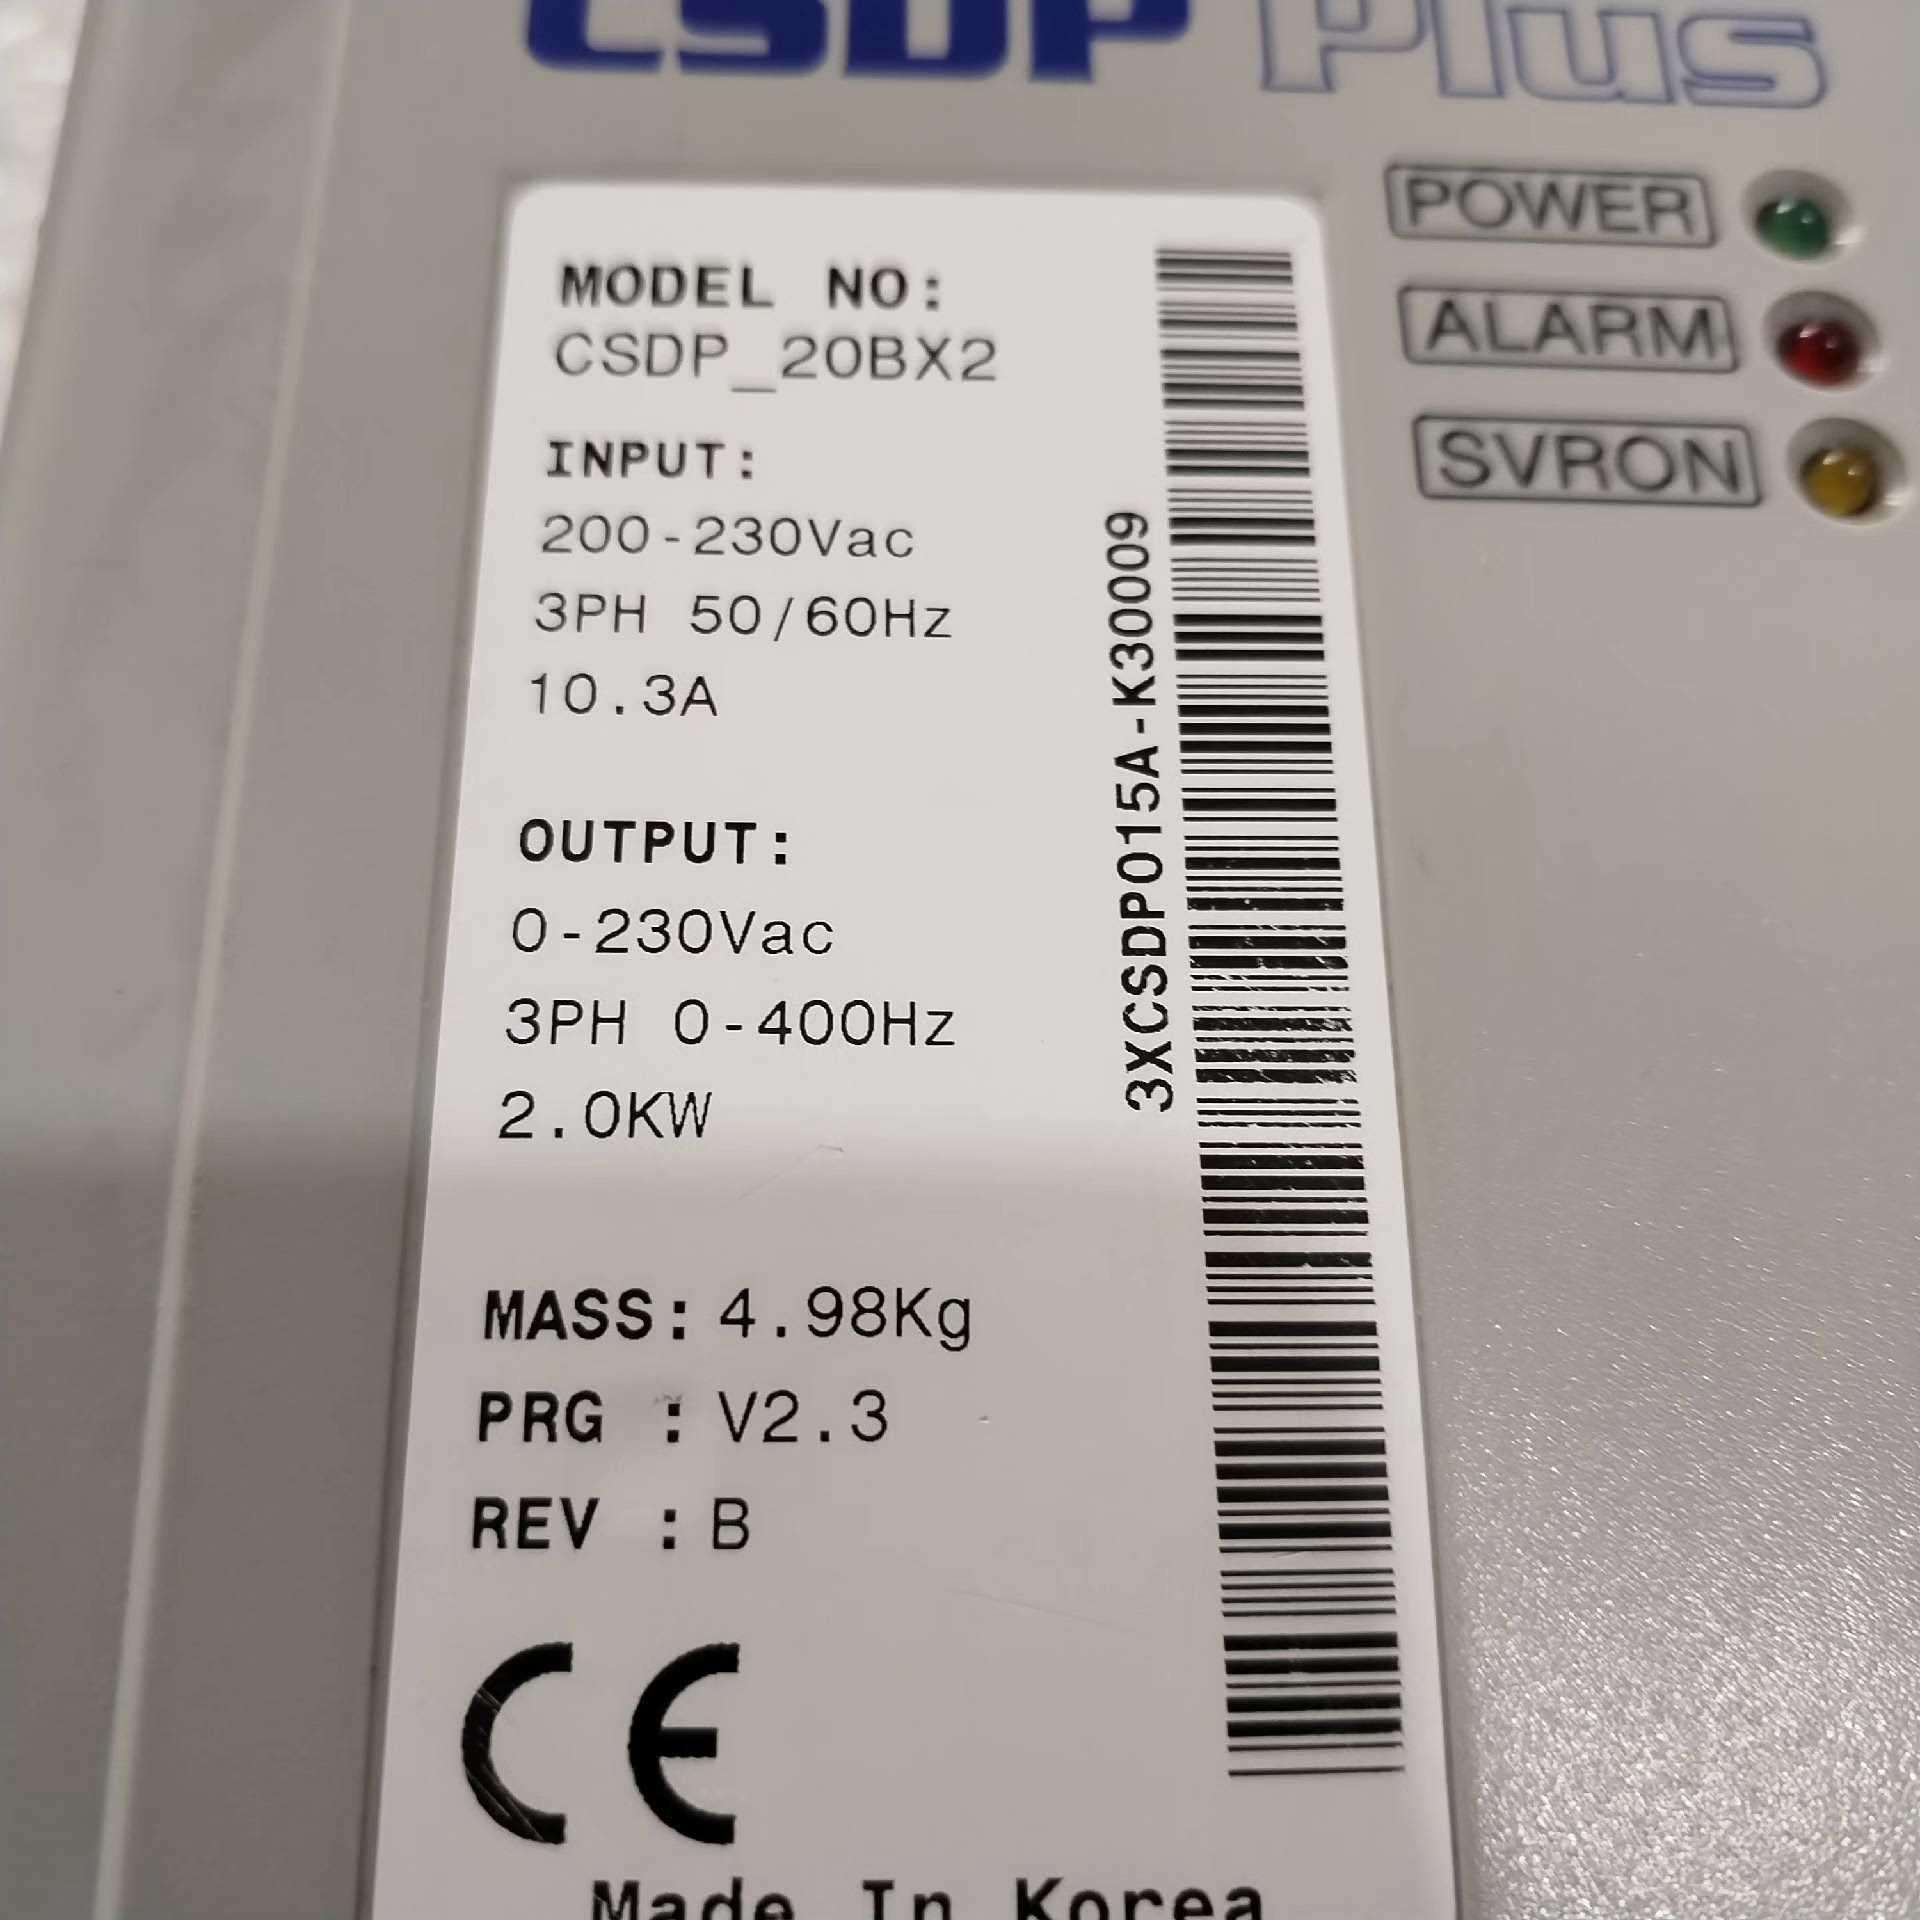 CSDP Plus
POWER
ALARM
SVRON
MODEL NO:
CSDP_20BX2
INPUT:
200-230Vac
3PH 50/60Hz
10.3A
OUTPUT:
0-230Vac
3PH 0-400Hz
2.0KW
MASS: 4.98Kg
PRG : V2.3
REV : B
CE
Made In Korea
3XCSDP015A-K30009